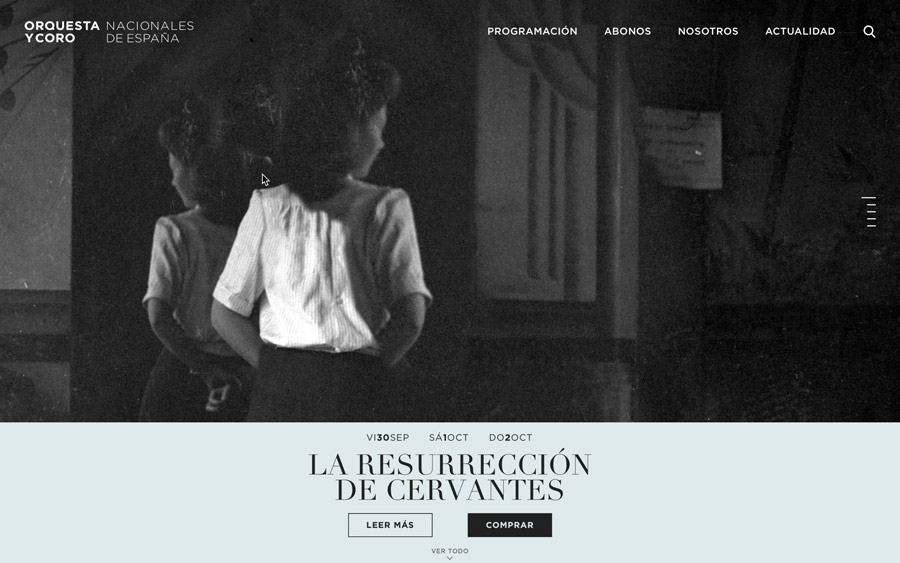 ORQUESTA NACIONALES
Y CORO DE ESPAÑA
PROGRAMACIÓN ABONOS NOSOTROS ACTUALIDAD
VI30SEP SÁ1OCT DO2OCT
LA RESURRECCIÓN
DE CERVANTES
LEER MÁS COMPRAR
VER TODO